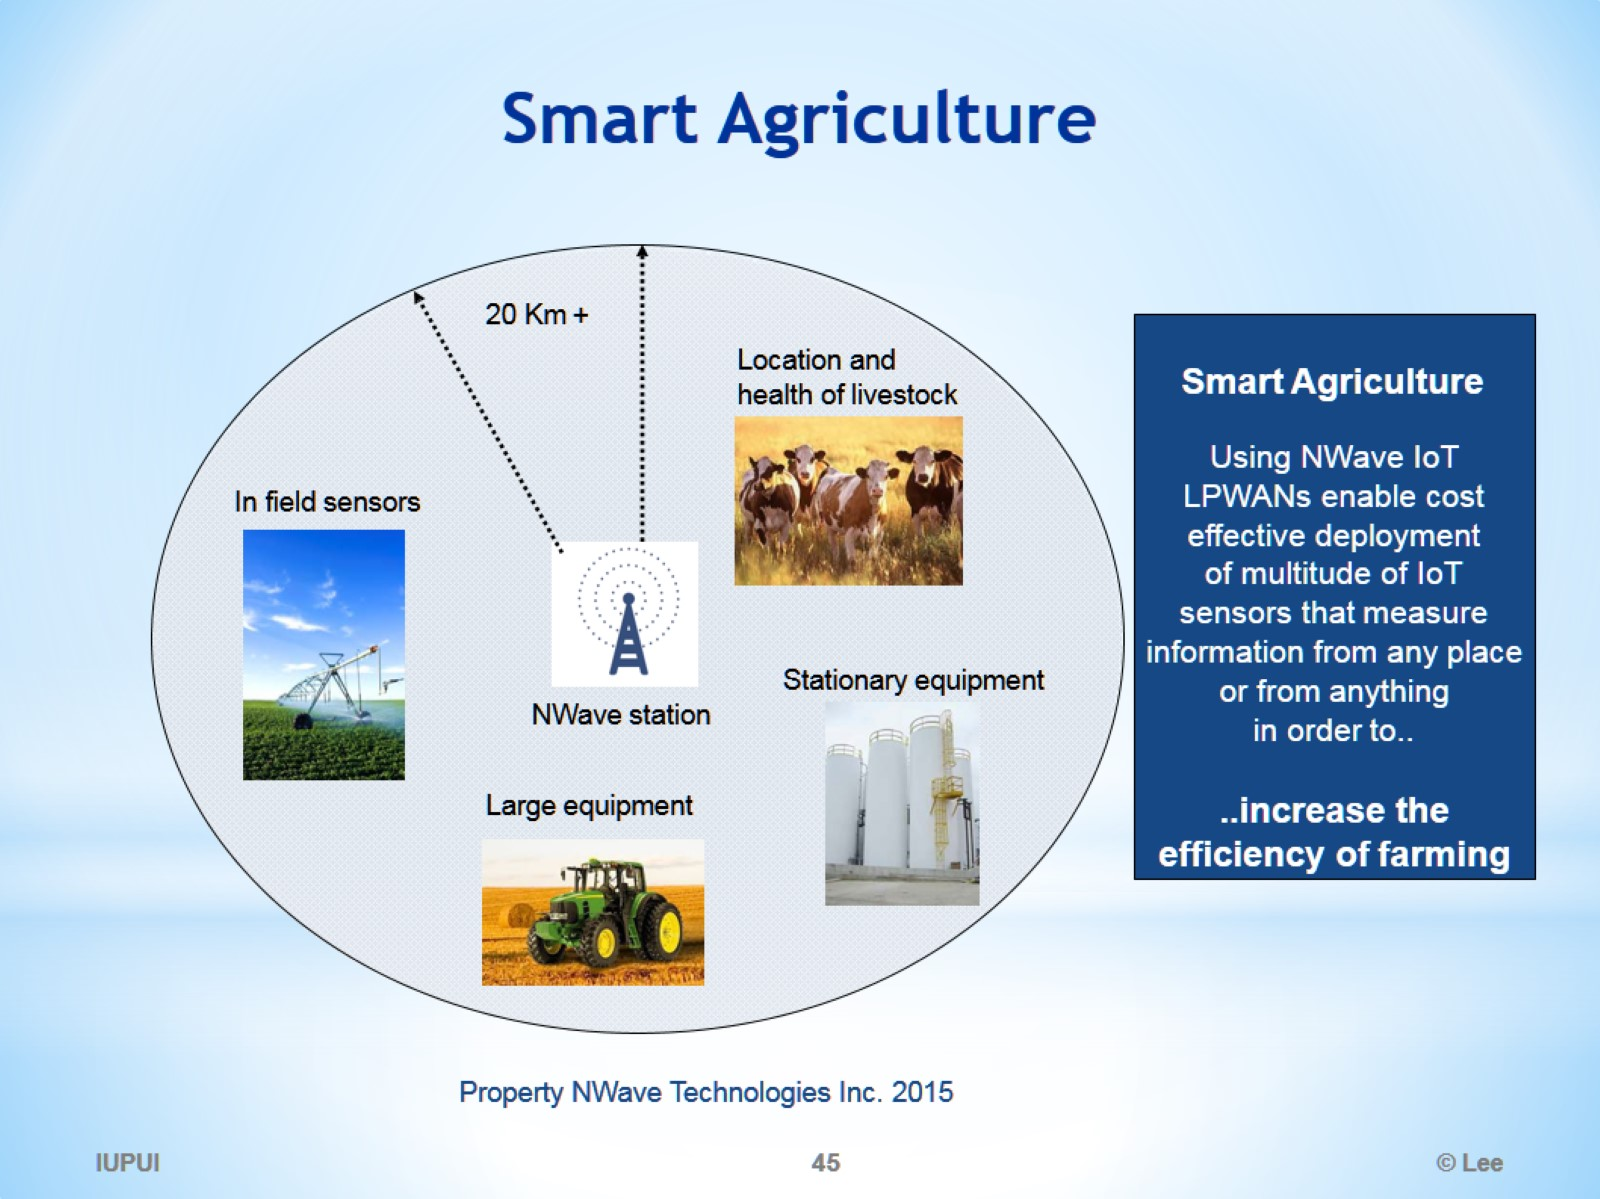 Smart Agriculture
20 Km +
Location and
health of livestock
In field sensors
NWave station
Stationary equipment
Large equipment
Smart Agriculture
Using NWave IoT
LPWANs enable cost
effective deployment
of multitude of IoT
sensors that measure
information from any place
or from anything
in order to..
..increase the
efficiency of farming
Property NWave Technologies Inc. 2015
IUPUI
45
© Lee